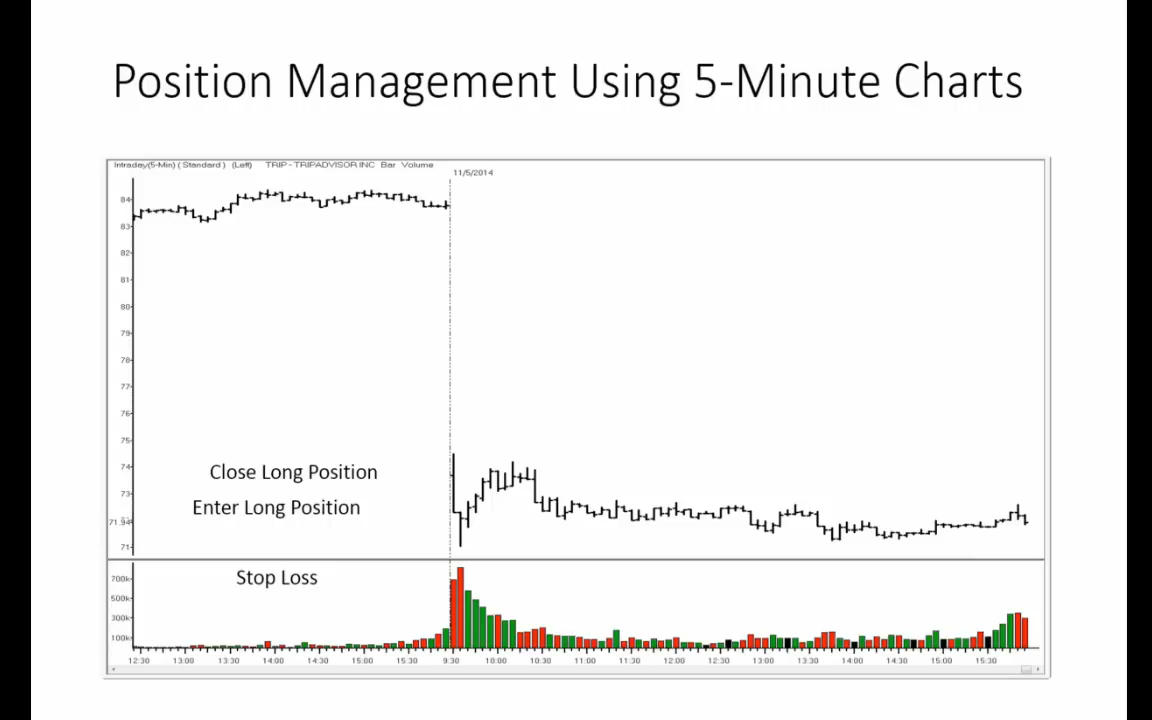 Position Management Using 5-Minute Charts
Intraday(5-Min) ( Standard ) (Left) TRIP - TRIPADVISOR INC Bar Volume
11/5/2014
84
83
82
81
80
79
78
77
76
75
74
Close Long Position
73
Enter Long Position
71.94
71
Stop Loss
700k
500k
300k
100k
12:30 13:00 13:30 14:00 14:30 15:00 15:30 9:30 10:00 10:30 11:00 11:30 12:00 12:30 13:00 13:30 14:00 14:30 15:00 15:30